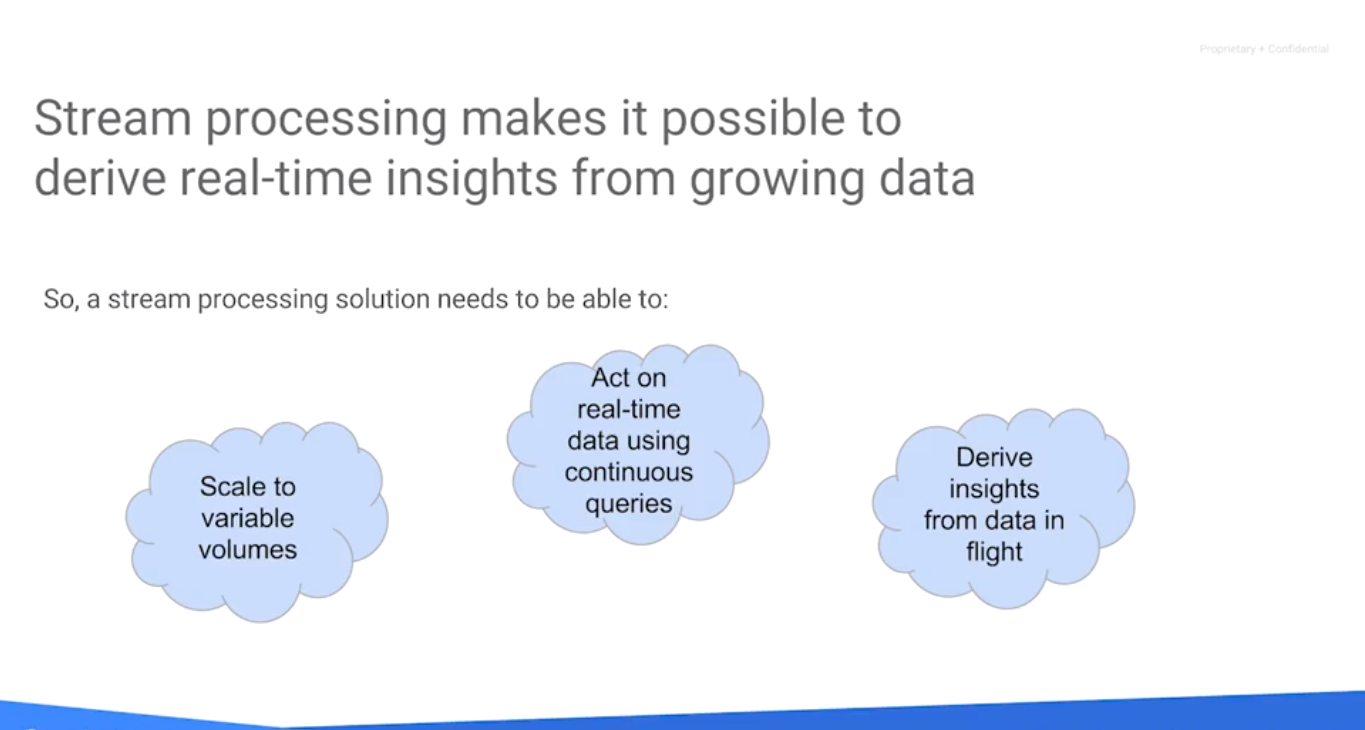 Proprietary + Confidential
Stream processing makes it possible to
derive real-time insights from growing data
So, a stream processing solution needs to be able to:
Scale to
variable
volumes
Act on
real-time
data using
continuous
queries
Derive
insights
from data in
flight